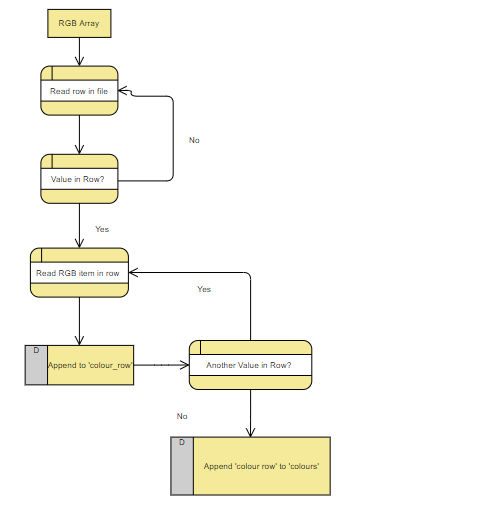 RGB Array
Read row in file
No
Value in Row?
Yes
Read RGB item in row
Yes
D
Append to 'colour_row'
Another Value in Row?
No
D
Append 'colour row' to 'colours'